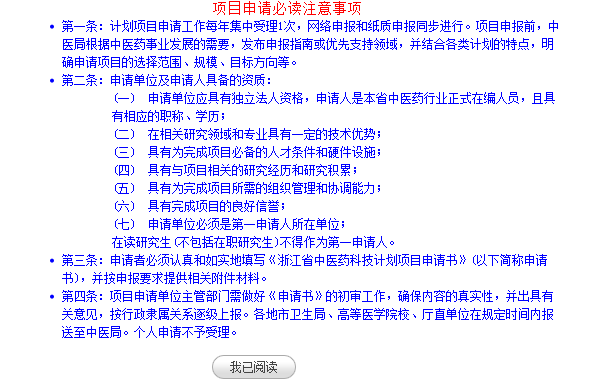 项目申请必读注意事项
第一条：计划项目申请工作每年集中受理1次，网络申报和纸质申报同步进行。项目申报前，中
医局根据中医药事业发展的需要，发布申报指南或优先支持领域，并结合各类计划的特点，明
确申请项目的选择范围、规模、目标方向等。
第二条：申请单位及申请人具备的资质：
(一)　申请单位应具有独立法人资格，申请人是本省中医药行业正式在编人员，且具
有相应的职称、学历；
(二)　在相关研究领域和专业具有一定的技术优势；
(三)　具有为完成项目必备的人才条件和硬件设施；
(四)　具有与项目相关的研究经历和研究积累；
(五)　具有为完成项目所需的组织管理和协调能力；
(六)　具有完成项目的良好信誉；
(七)　申请单位必须是第一申请人所在单位；
在读研究生(不包括在职研究生)不得作为第一申请人。
第三条：申请者必须认真和如实地填写《浙江省中医药科技计划项目申请书》(以下简称申请
书)，并按申报要求提供相关附件材料。
第四条：项目申请单位主管部门需做好《申请书》的初审工作，确保内容的真实性，并出具有
关意见，按行政隶属关系逐级上报。各地市卫生局、高等医学院校、厅直单位在规定时间内报
送至中医局。个人申请不予受理。
我已阅读